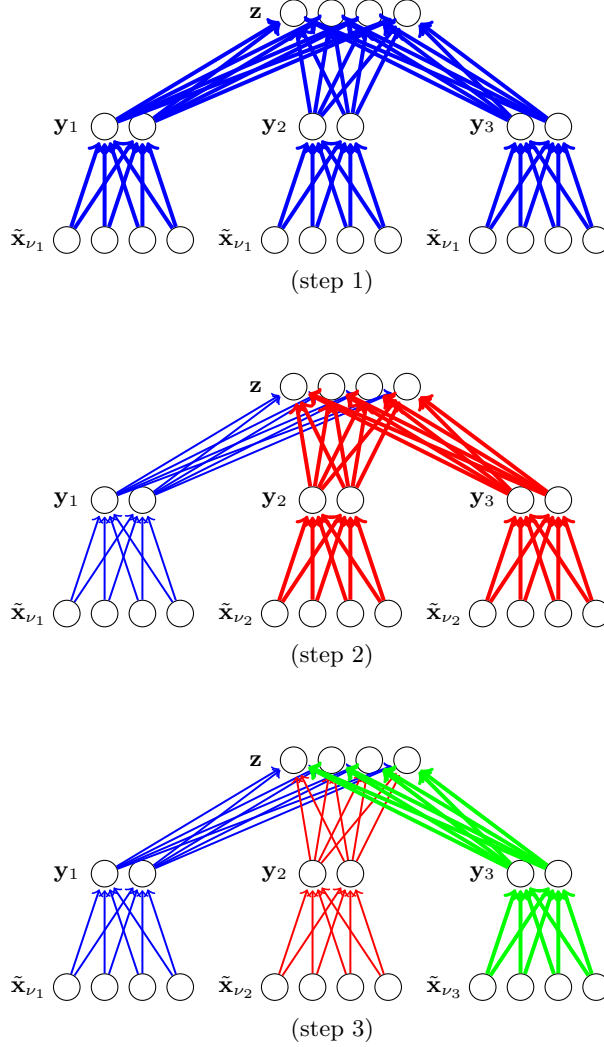 z
y₁ y₂ y₃
x̃ν₁ x̃ν₁ x̃ν₁
(step 1)
z
y₁ y₂ y₃
x̃ν₁ x̃ν₂ x̃ν₂
(step 2)
z
y₁ y₂ y₃
x̃ν₁ x̃ν₂ x̃ν₃
(step 3)